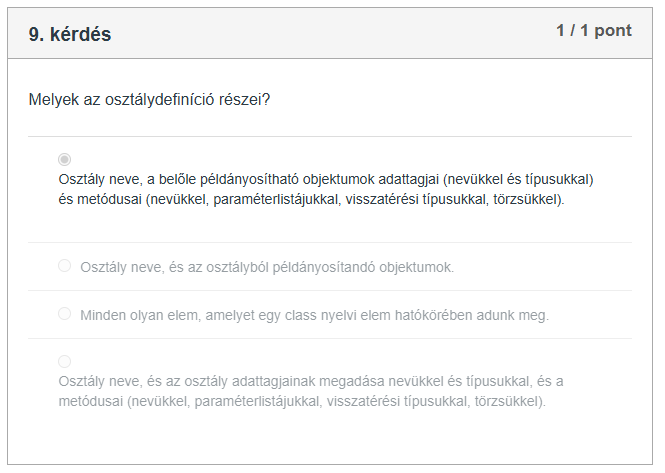 9. kérdés
1 / 1 pont
Melyek az osztálydefiníció részei?
Osztály neve, a belőle példányosítható objektumok adattagjai (nevükkel és típusukkal)
és metódusai (nevükkel, paraméterlistájukkal, visszatérési típusukkal, törzsükkel).
Osztály neve, és az osztályból példányosítandó objektumok.
Minden olyan elem, amelyet egy class nyelvi elem hatókörében adunk meg.
Osztály neve, és az osztály adattagjainak megadása nevükkel és típusukkal, és a
metódusai (nevükkel, paraméterlistájukkal, visszatérési típusukkal, törzsükkel).